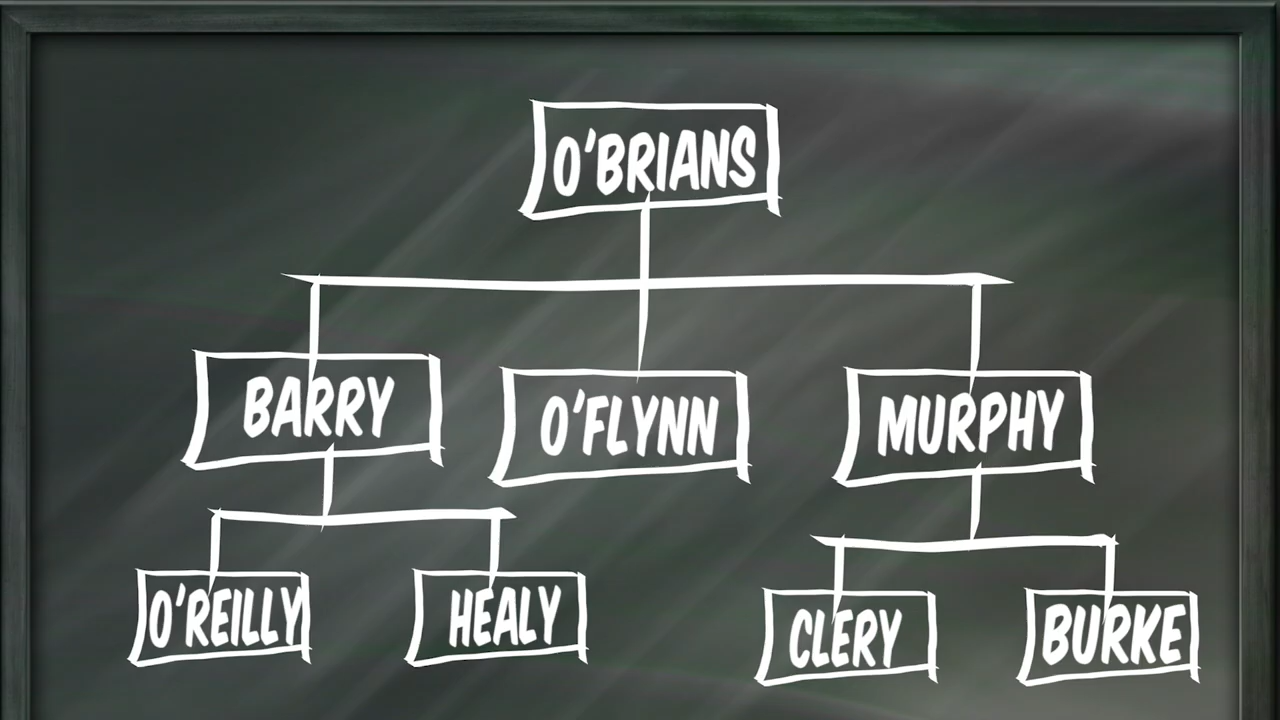 O'BRIANS
BARRY
O'FLYNN
MURPHY
O'REILLY
HEALY
CLERY
BURKE